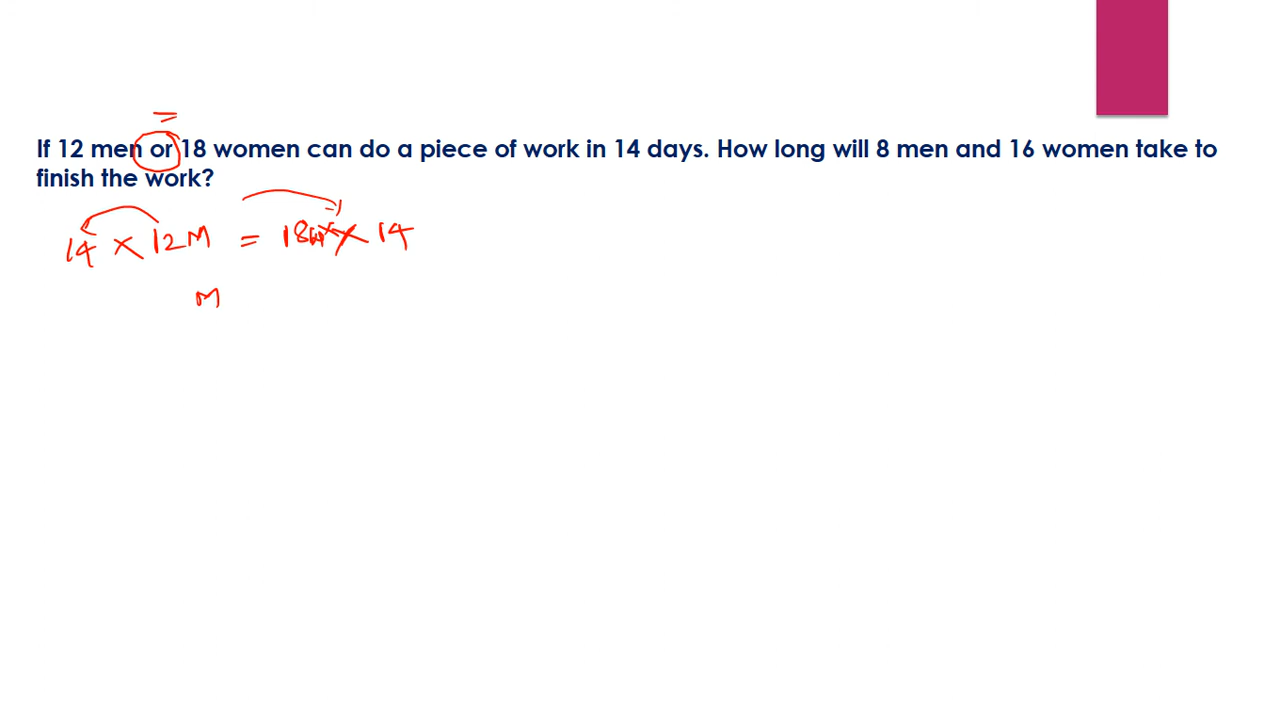 =
If 12 men or 18 women can do a piece of work in 14 days. How long will 8 men and 16 women take to
finish the work?
14 × 12M = 18 × 14
M